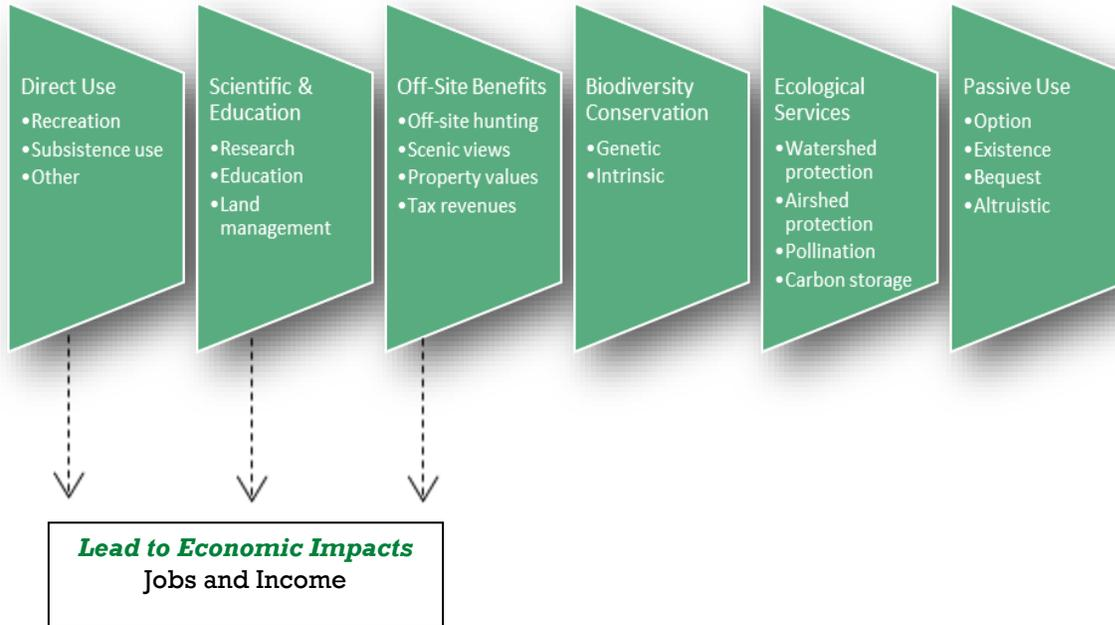 Direct Use
•Recreation
•Subsistence use
•Other
Scientific &
Education
•Research
•Education
•Land
management
Off-Site Benefits
•Off-site hunting
•Scenic views
•Property values
•Tax revenues
Biodiversity
Conservation
•Genetic
•Intrinsic
Ecological
Services
•Watershed
protection
•Airshed
protection
•Pollination
•Carbon storage
Passive Use
•Option
•Existence
•Bequest
•Altruistic
Lead to Economic Impacts
Jobs and Income